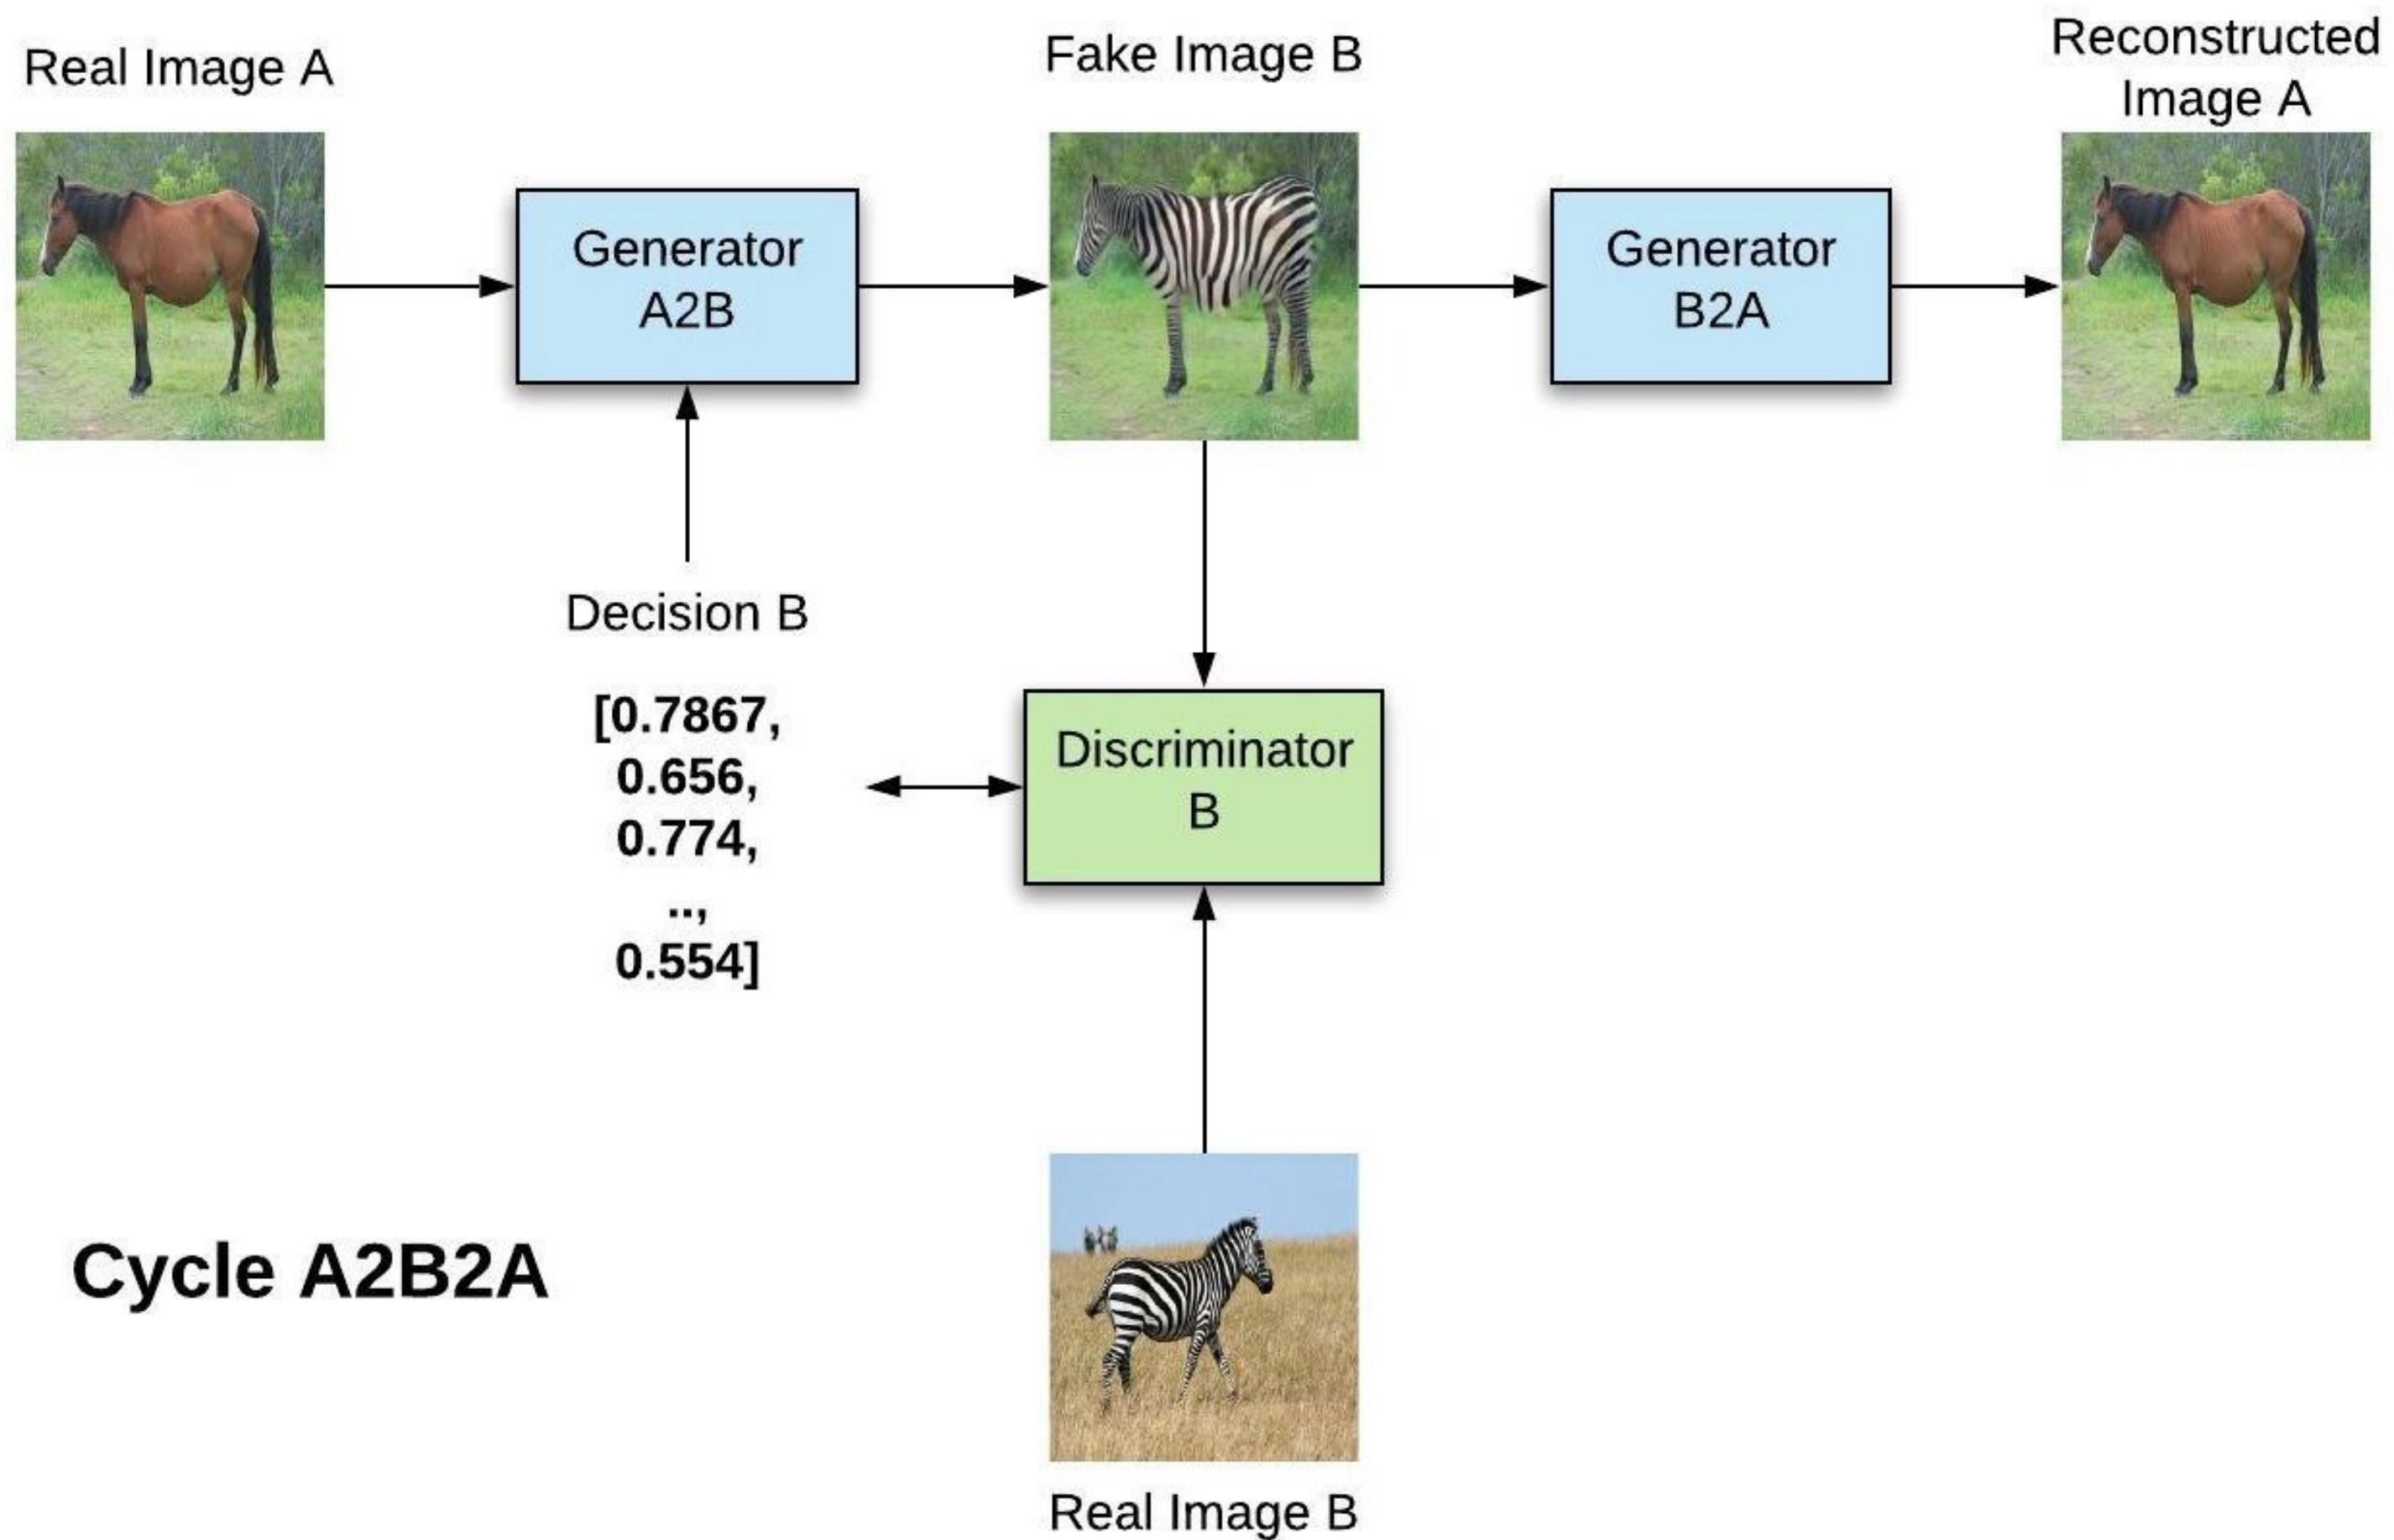 Real Image A
Fake Image B
Reconstructed
Image A
Generator
A2B
Generator
B2A
Decision B
[0.7867,
0.656,
0.774,
..,
0.554]
Discriminator
B
Cycle A2B2A
Real Image B